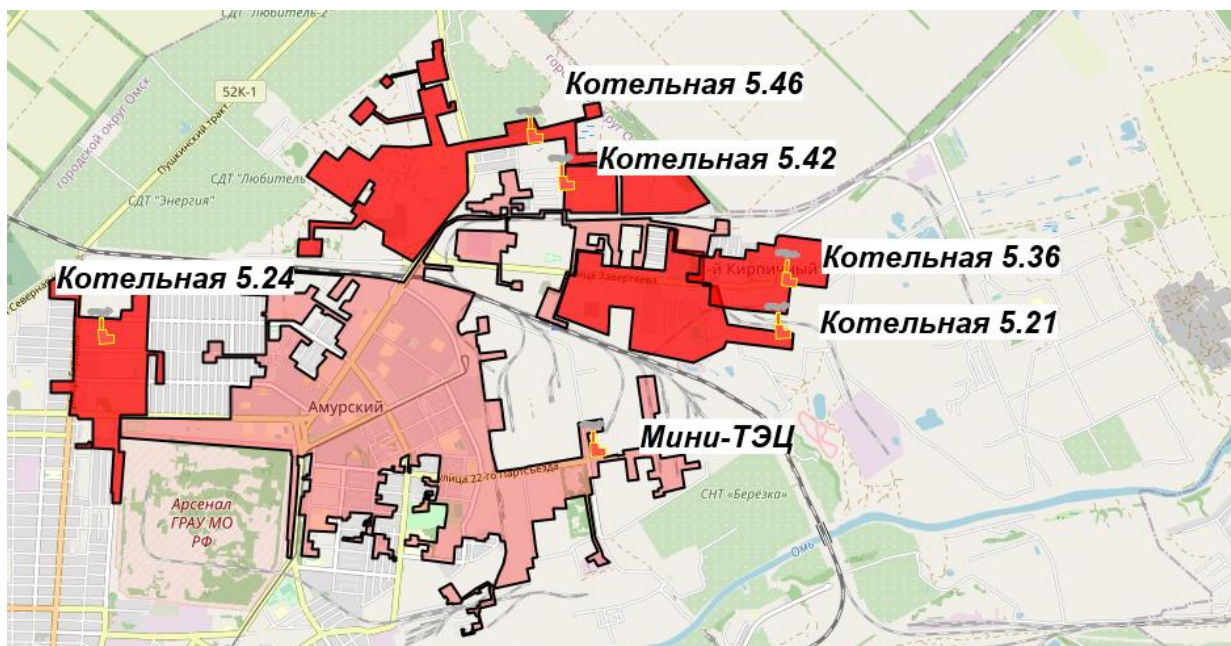 СДТ "Любитель-2"
52К-1
городской округ Омск
Пушкинский тракт
Котельная 5.46
СДТ "Любитель
Котельная 5.42
СДТ "Энергия"
Котельная 5.24
-й Кирпичный
Котельная 5.36
улица Завертяева
Котельная 5.21
Амурский
Мини-ТЭЦ
улица 22-го Партсъезда
СНТ «Берёзка»
Арсенал
ГРАУ МО
РФ
Омь